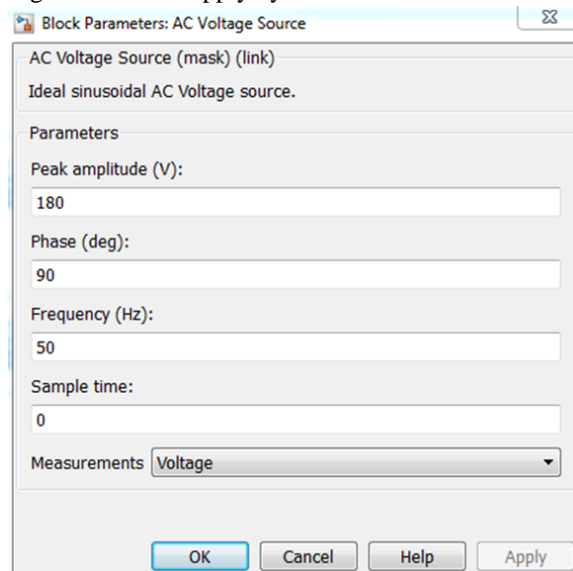 Block Parameters: AC Voltage Source
AC Voltage Source (mask) (link)
Ideal sinusoidal AC Voltage source.
Parameters
Peak amplitude (V):
180
Phase (deg):
90
Frequency (Hz):
50
Sample time:
0
Measurements Voltage
OK Cancel Help Apply